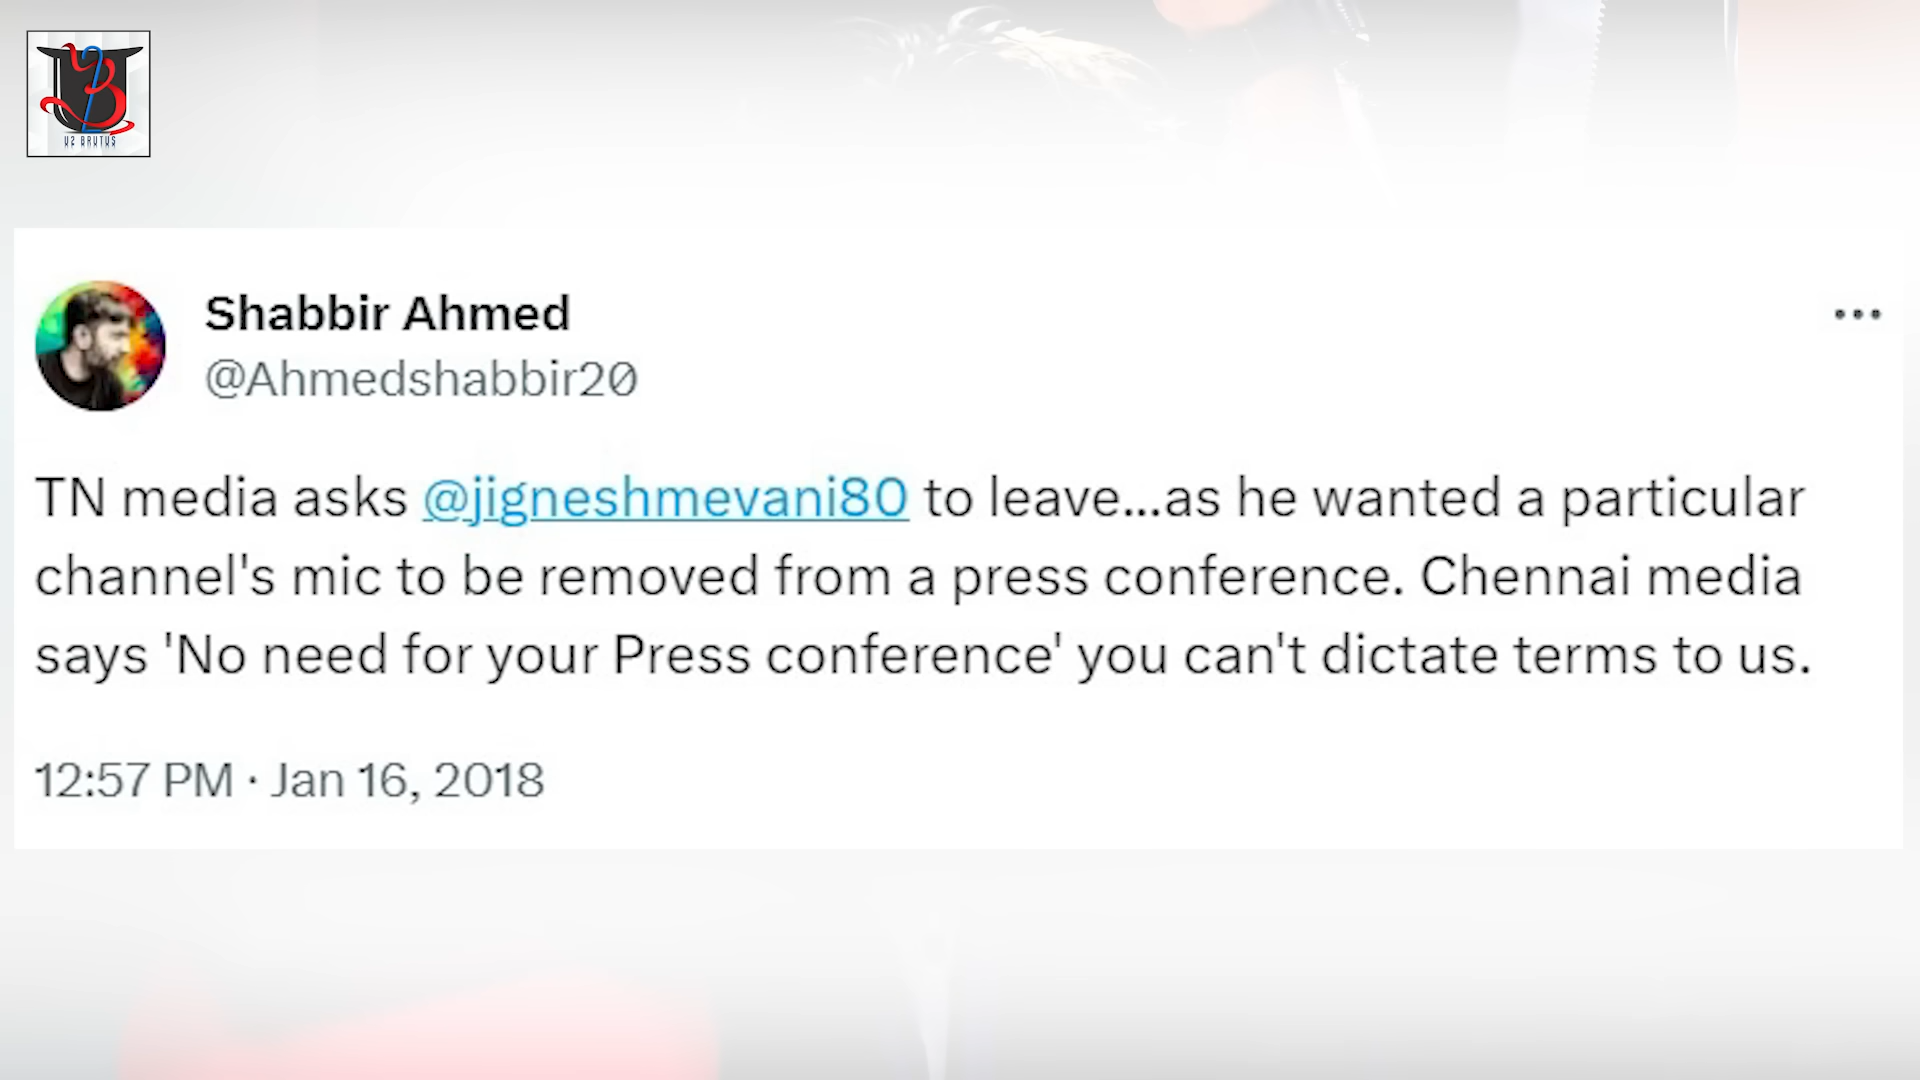 U2 BRUTUS
Shabbir Ahmed
@Ahmedshabbir20
TN media asks @jigneshmevani80 to leave...as he wanted a particular
channel's mic to be removed from a press conference. Chennai media
says 'No need for your Press conference' you can't dictate terms to us.
12:57 PM · Jan 16, 2018